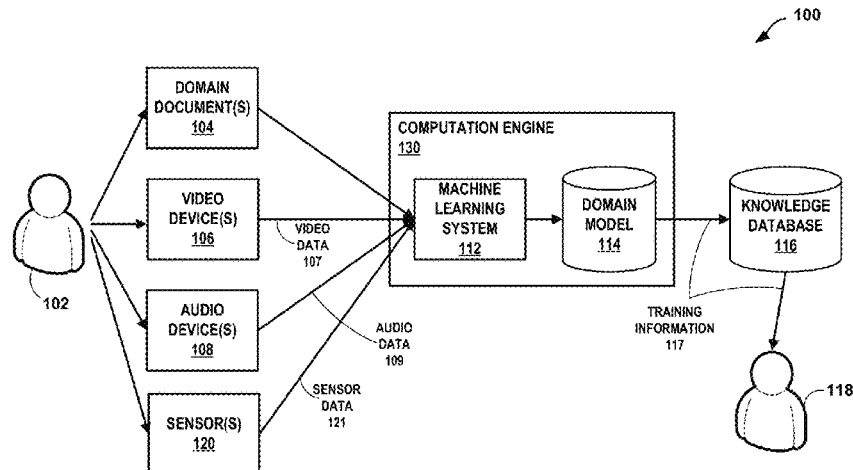 100
DOMAIN
DOCUMENT(S)
104
VIDEO
DEVICE(S)
106
AUDIO
DEVICE(S)
108
SENSOR(S)
120
102
VIDEO
DATA
107
AUDIO
DATA
109
SENSOR
DATA
121
COMPUTATION ENGINE
130
MACHINE
LEARNING
SYSTEM
112
DOMAIN
MODEL
114
KNOWLEDGE
DATABASE
116
TRAINING
INFORMATION
117
118